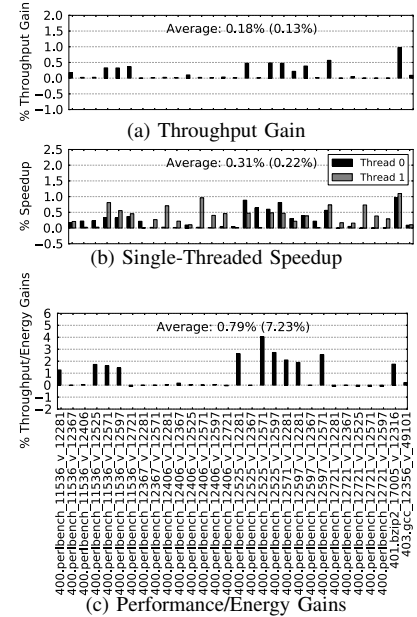 % Throughput Gain
2.0
1.5
1.0
0.5
0.0
−0.5
−1.0
Average: 0.18% (0.13%)
(a) Throughput Gain
% Speedup
2.5
2.0
1.5
1.0
0.5
0.0
−0.5
Average: 0.31% (0.22%)
Thread 0
Thread 1
(b) Single-Threaded Speedup
% Throughput/Energy Gains
6
5
4
3
2
1
0
−1
−2
Average: 0.79% (7.23%)
400.perlbench_11536_v_12281
400.perlbench_11536_v_12367
400.perlbench_11536_v_12406
400.perlbench_11536_v_12525
400.perlbench_11536_v_12571
400.perlbench_11536_v_12597
400.perlbench_11536_v_12721
400.perlbench_12367_v_12281
400.perlbench_12367_v_12571
400.perlbench_12406_v_12281
400.perlbench_12406_v_12367
400.perlbench_12406_v_12525
400.perlbench_12406_v_12571
400.perlbench_12406_v_12597
400.perlbench_12406_v_12721
400.perlbench_12525_v_12281
400.perlbench_12525_v_12367
400.perlbench_12525_v_12571
400.perlbench_12525_v_12597
400.perlbench_12571_v_12281
400.perlbench_12597_v_12281
400.perlbench_12597_v_12367
400.perlbench_12597_v_12571
400.perlbench_12721_v_12281
400.perlbench_12721_v_12367
400.perlbench_12721_v_12525
400.perlbench_12721_v_12571
400.perlbench_12721_v_12597
401.bzip2_17005_v_12316
403.gcc_12356_v_49101
(c) Performance/Energy Gains